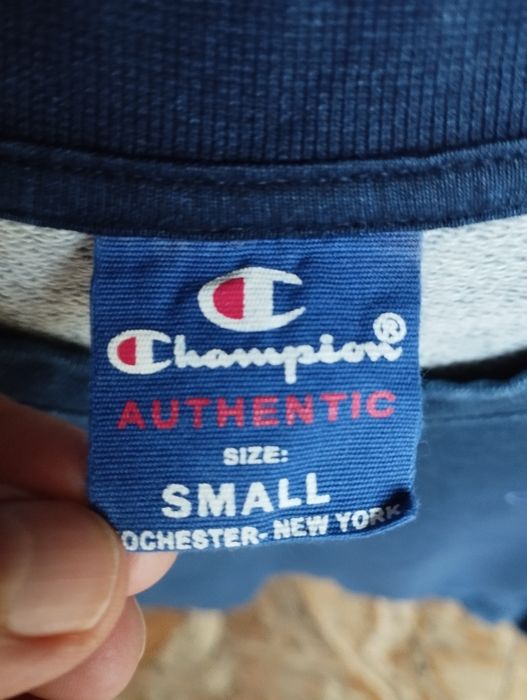 Champion®
AUTHENTIC
SIZE:
SMALL
OCHESTER- NEW YORK